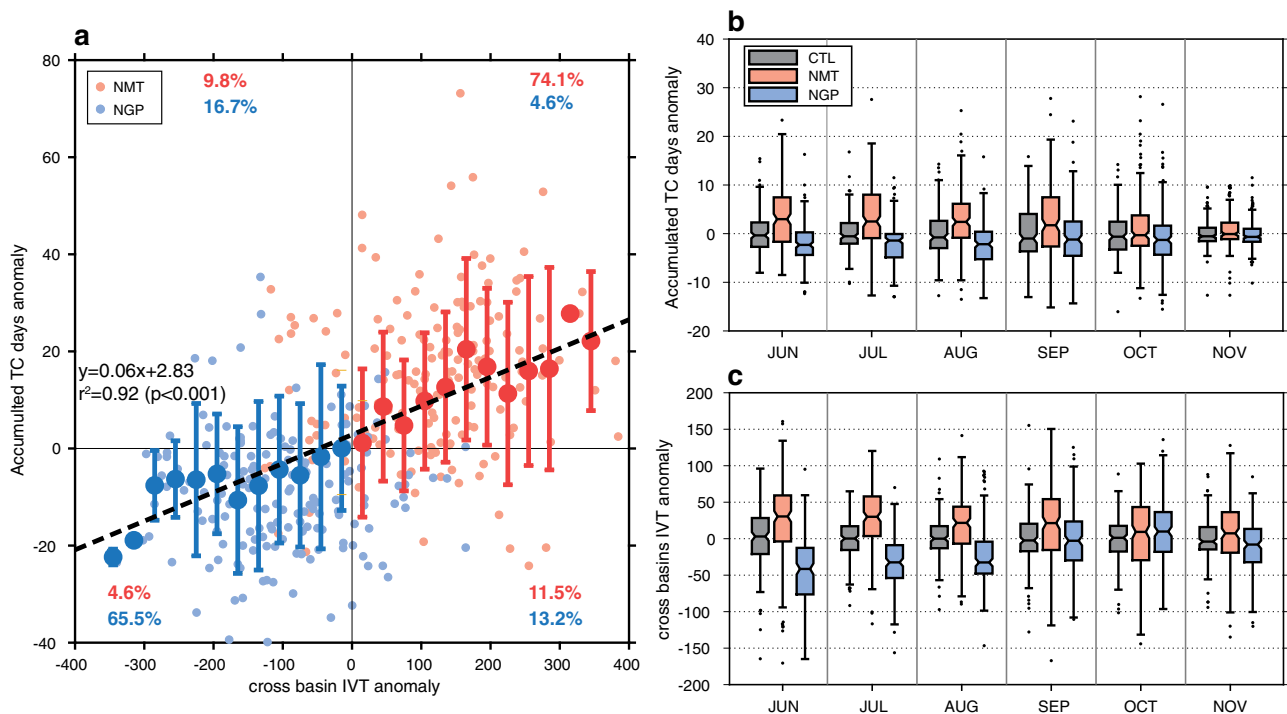 a
Accumulted TC days anomaly
80
60
40
20
0
-20
-40
NMT
NGP
9.8%
16.7%
74.1%
4.6%
y=0.06x+2.83
r²=0.92 (p<0.001)
4.6%
65.5%
11.5%
13.2%
-400 -300 -200 -100 0 100 200 300 400
cross basin IVT anomaly
b
Accumulated TC days anomaly
40
30
20
10
0
-10
-20
CTL
NMT
NGP
JUN JUL AUG SEP OCT NOV
c
cross basins IVT anomaly
200
150
100
50
0
-50
-100
-150
-200
JUN JUL AUG SEP OCT NOV